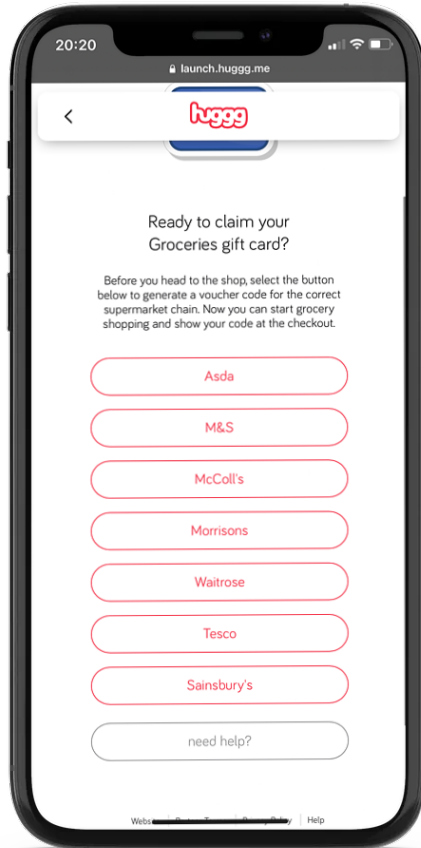 20:20
launch.huggg.me
huggg
Ready to claim your
Groceries gift card?
Before you head to the shop, select the button
below to generate a voucher code for the correct
supermarket chain. Now you can start grocery
shopping and show your code at the checkout.
Asda
M&S
McColl's
Morrisons
Waitrose
Tesco
Sainsbury's
need help?
Help